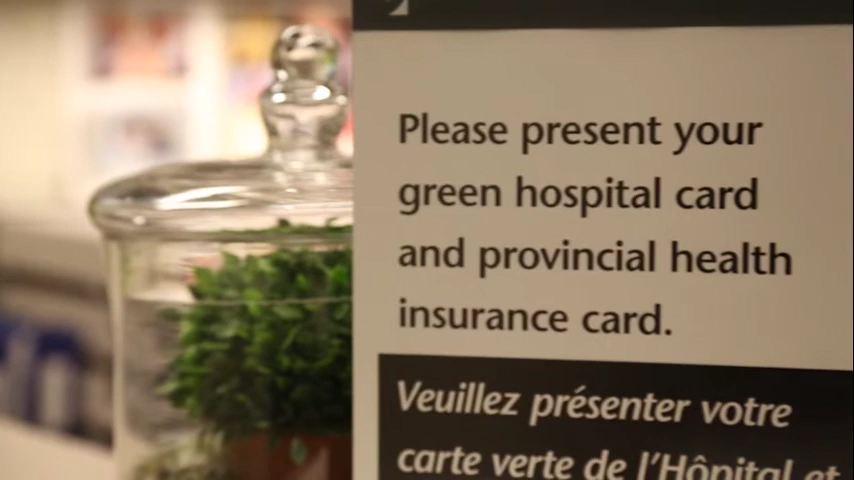 Please present your
green hospital card
and provincial health
insurance card.
Veuillez présenter votre
carte verte de l'Hôpital et